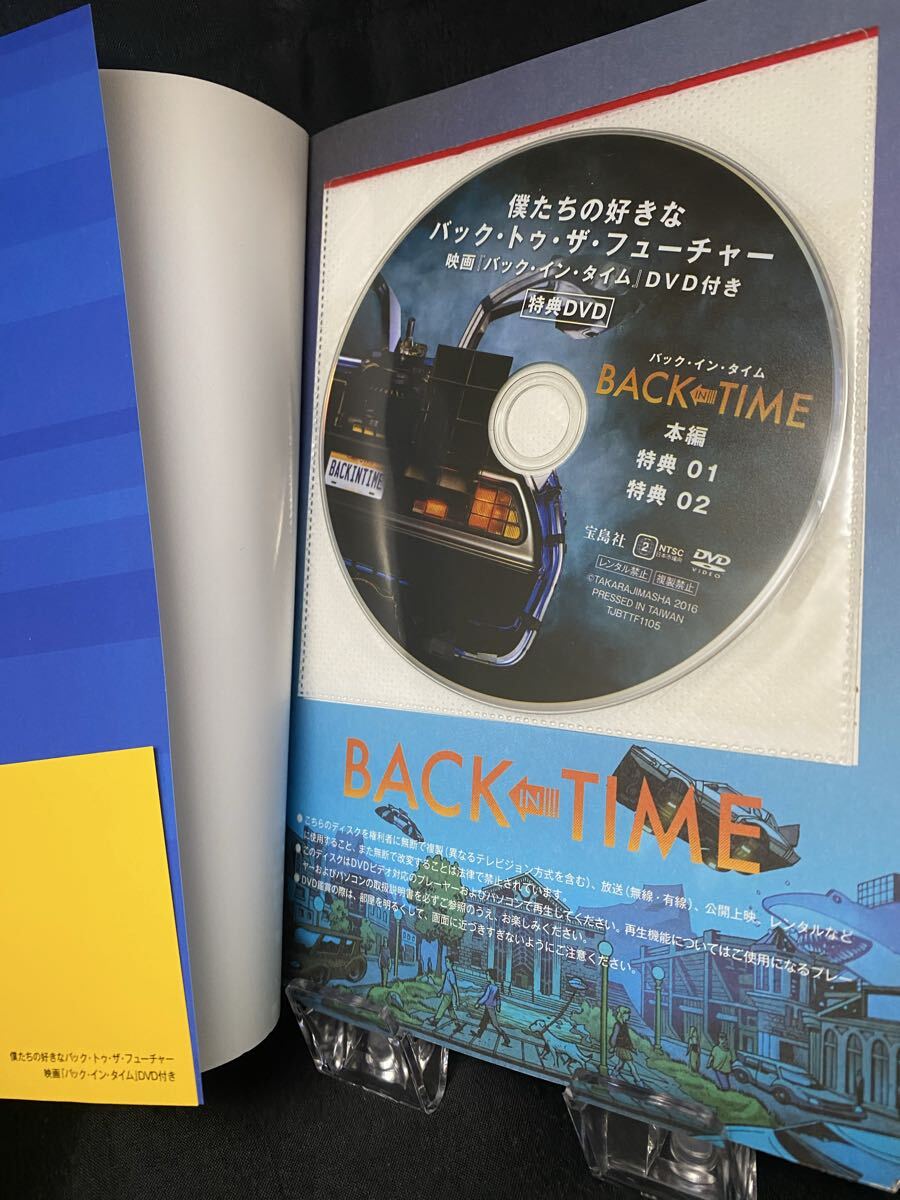 僕たちの好きな
バック・トゥ・ザ・フューチャー
映画『バック・イン・タイム』DVD付き
特典DVD
バック・イン・タイム
BACK IN TIME
本編
特典 01
特典 02
BACKINTIME
宝島社
2
NTSC
日本市場向
DVD
VIDEO
レンタル禁止
複製禁止
©TAKARAJIMASHA 2016
PRESSED IN TAIWAN
TJBTTF1105
BACK IN TIME
●こちらのディスクを権利者に無断で複製(異なるテレビジョン方式を含む)、放送(無線・有線)、公開上映、レンタルなど
に使用すること、また無断で改変することは法律で禁止されています。
●このディスクはDVDビデオ対応のプレーヤーおよびパソコンで再生してください。再生機能についてはご使用になるプレー
ヤーおよびパソコンの取扱説明書を必ずご参照のうえ、お楽しみください。
●DVD鑑賞の際は、部屋を明るくして、画面に近づきすぎないようにご注意ください。
僕たちの好きなバック・トゥ・ザ・フューチャー
映画『バック・イン・タイム』DVD付き